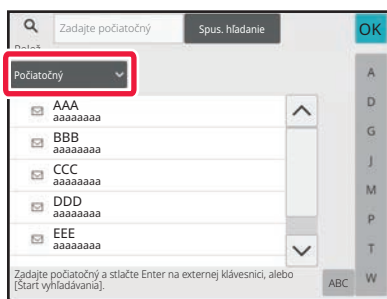 Zadajte počiatočný
Spus. hľadanie
OK
Počiatočný
AAA
aaaaaaaa
BBB
aaaaaaaa
CCC
aaaaaaaa
DDD
aaaaaaaa
EEE
aaaaaaaa
Zadajte počiatočný a stlačte Enter na externej klávesnici, alebo
[Štart vyhľadávania].
ABC
A
D
G
J
M
P
T
W